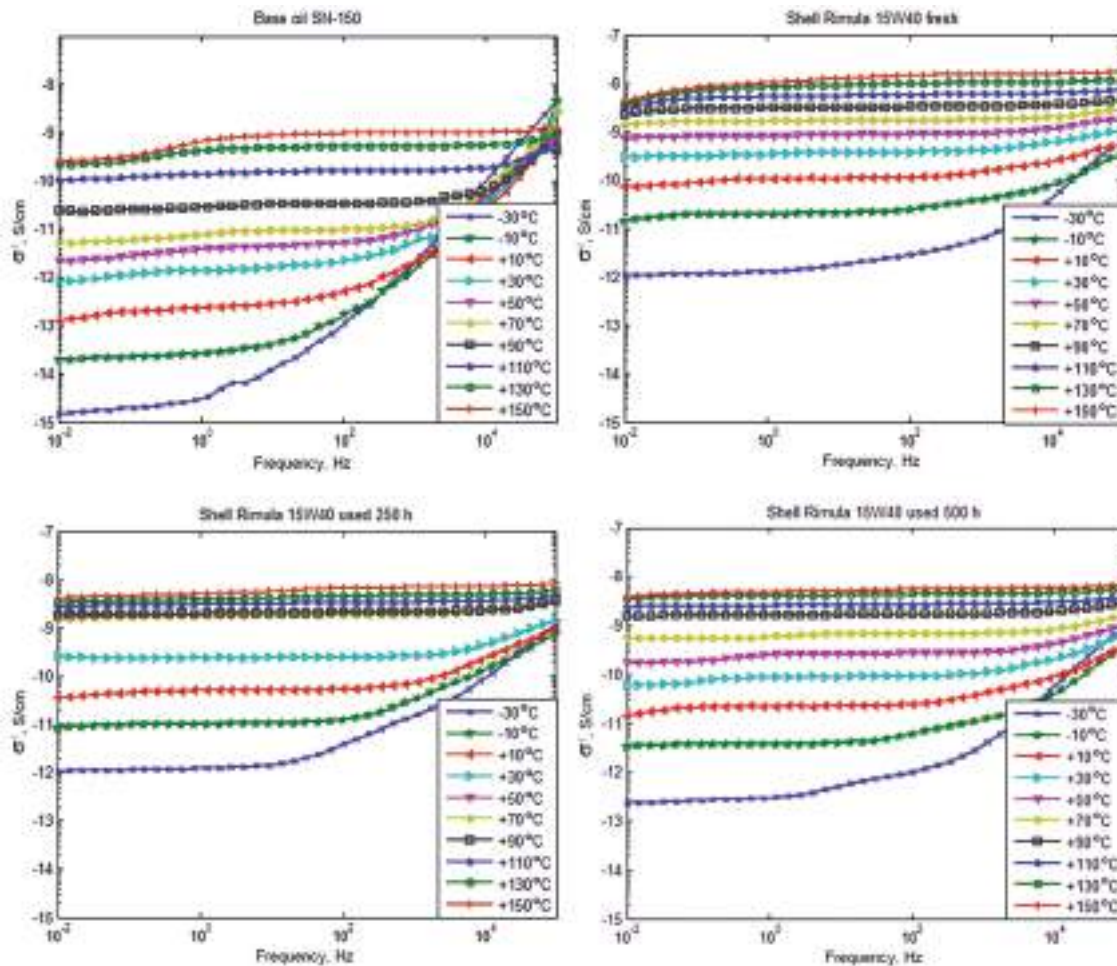 Base oil SN-150
-8
-9
-10
-11
-12
-13
-14
-15
σ', S/cm
10⁻² 10⁰ 10² 10⁴
Frequency, Hz
-30°C
-10°C
+10°C
+30°C
+50°C
+70°C
+90°C
+110°C
+130°C
+150°C
Shell Rimula 15W40 fresh
-7
-8
-9
-10
-11
-12
-13
-14
-15
σ', S/cm
10⁻² 10⁰ 10² 10⁴
Frequency, Hz
-30°C
-10°C
+10°C
+30°C
+50°C
+70°C
+90°C
+110°C
+130°C
+150°C
Shell Rimula 15W40 used 250 h
-7
-8
-9
-10
-11
-12
-13
-14
-15
σ', S/cm
10⁻² 10⁰ 10² 10⁴
Frequency, Hz
-30°C
-10°C
+10°C
+30°C
+50°C
+70°C
+90°C
+110°C
+130°C
+150°C
Shell Rimula 15W40 used 500 h
-7
-8
-9
-10
-11
-12
-13
-14
-15
σ', S/cm
10⁻² 10⁰ 10² 10⁴
Frequency, Hz
-30°C
-10°C
+10°C
+30°C
+50°C
+70°C
+90°C
+110°C
+130°C
+150°C